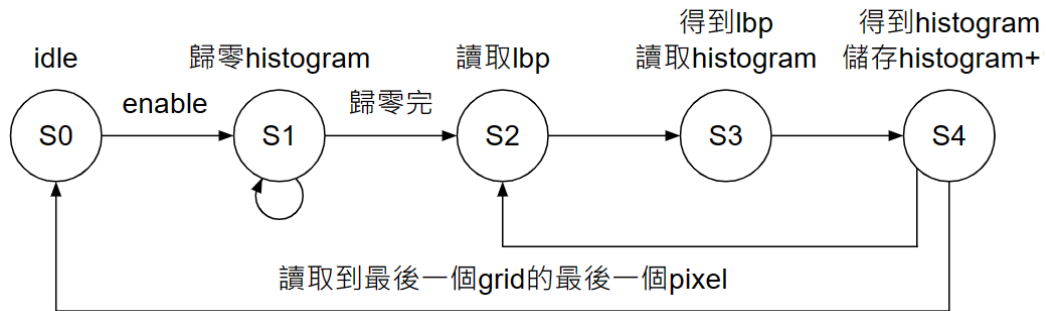 idle
歸零histogram
讀取lbp
得到lbp
讀取histogram
得到histogram
儲存histogram+
enable
歸零完
S0
S1
S2
S3
S4
讀取到最後一個grid的最後一個pixel